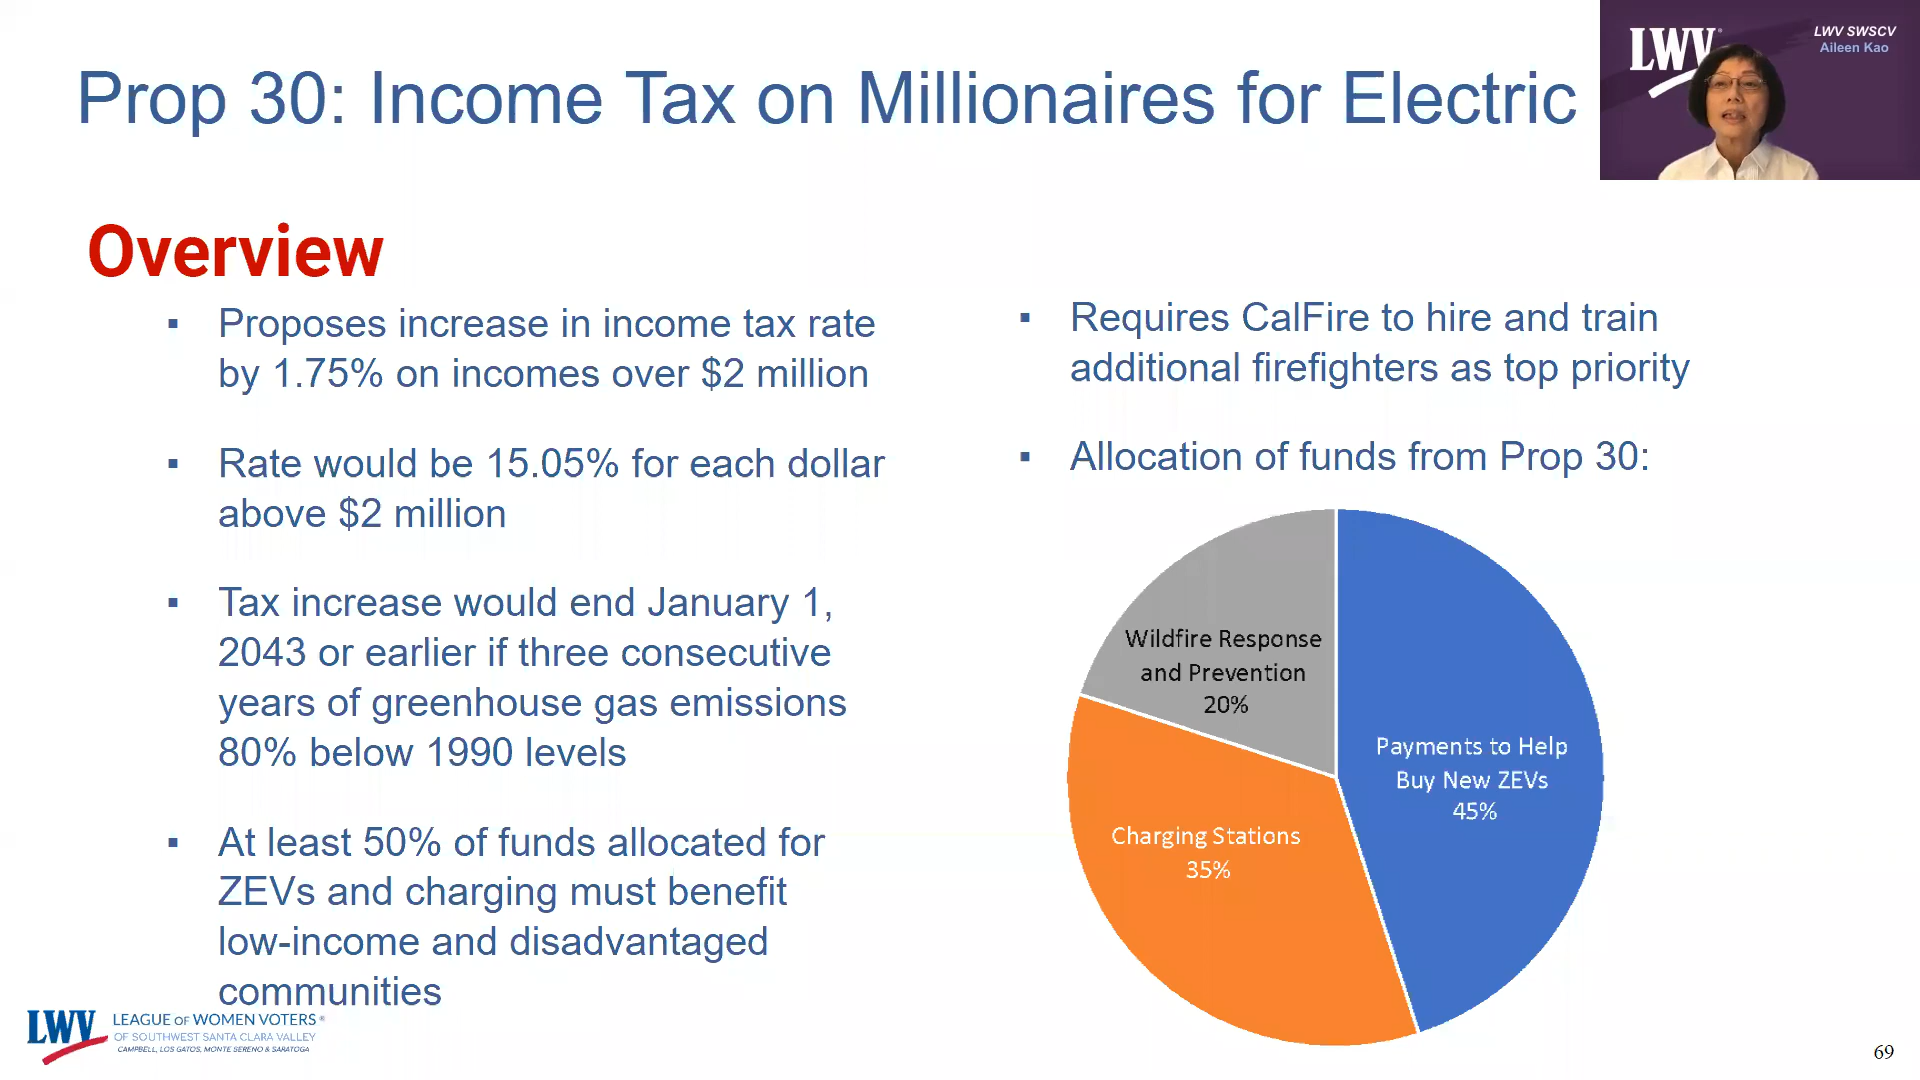 Prop 30: Income Tax on Millionaires for Electric
LWV
LWV SWSCV
Aileen Kao
Overview
▪ Proposes increase in income tax rate
by 1.75% on incomes over $2 million
▪ Rate would be 15.05% for each dollar
above $2 million
▪ Tax increase would end January 1,
2043 or earlier if three consecutive
years of greenhouse gas emissions
80% below 1990 levels
▪ At least 50% of funds allocated for
ZEVs and charging must benefit
low-income and disadvantaged
communities
▪ Requires CalFire to hire and train
additional firefighters as top priority
▪ Allocation of funds from Prop 30:
Wildfire Response
and Prevention
20%
Payments to Help
Buy New ZEVs
45%
Charging Stations
35%
LWV
LEAGUE OF WOMEN VOTERS®
OF SOUTHWEST SANTA CLARA VALLEY
CAMPBELL, LOS GATOS, MONTE SERENO & SARATOGA
69